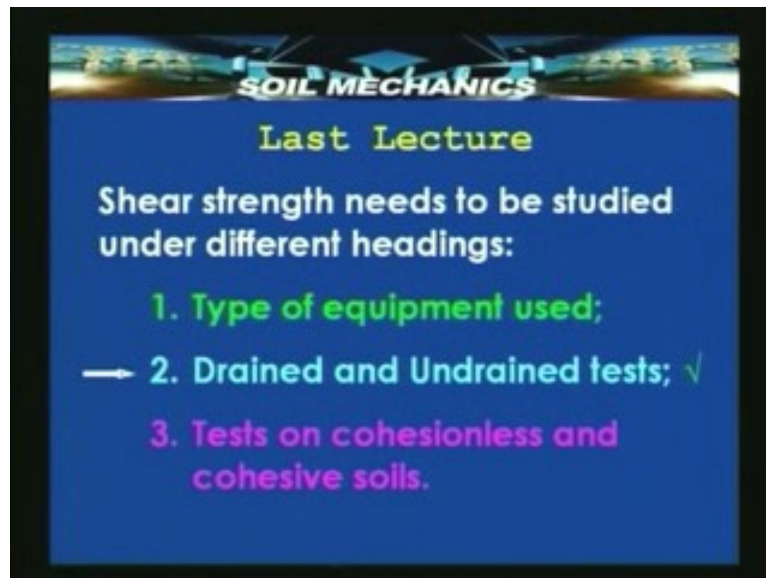 SOIL MECHANICS
Last Lecture
Shear strength needs to be studied
under different headings:
1. Type of equipment used;
2. Drained and Undrained tests; √
3. Tests on cohesionless and
cohesive soils.